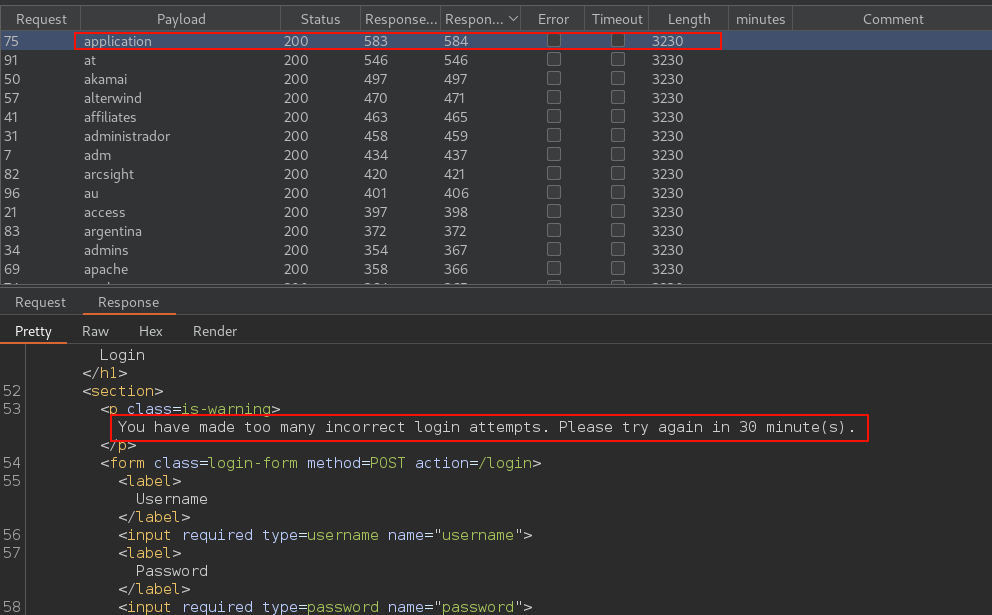 Request Payload Status Response... Respon... Error Timeout Length minutes Comment
75 application 200 583 584 3230
91 at 200 546 546 3230
50 akamai 200 497 497 3230
57 alterwind 200 470 471 3230
41 affiliates 200 463 465 3230
31 administrador 200 458 459 3230
7 adm 200 434 437 3230
82 arcsight 200 420 421 3230
96 au 200 401 406 3230
21 access 200 397 398 3230
83 argentina 200 372 372 3230
34 admins 200 354 367 3230
69 apache 200 358 366 3230
Request Response
Pretty Raw Hex Render
Login
</h1>
52 <section>
53 <p class=is-warning>
You have made too many incorrect login attempts. Please try again in 30 minute(s).
</p>
54 <form class=login-form method=POST action=/login>
55 <label>
Username
</label>
56 <input required type=username name="username">
57 <label>
Password
</label>
58 <input required type=password name="password">